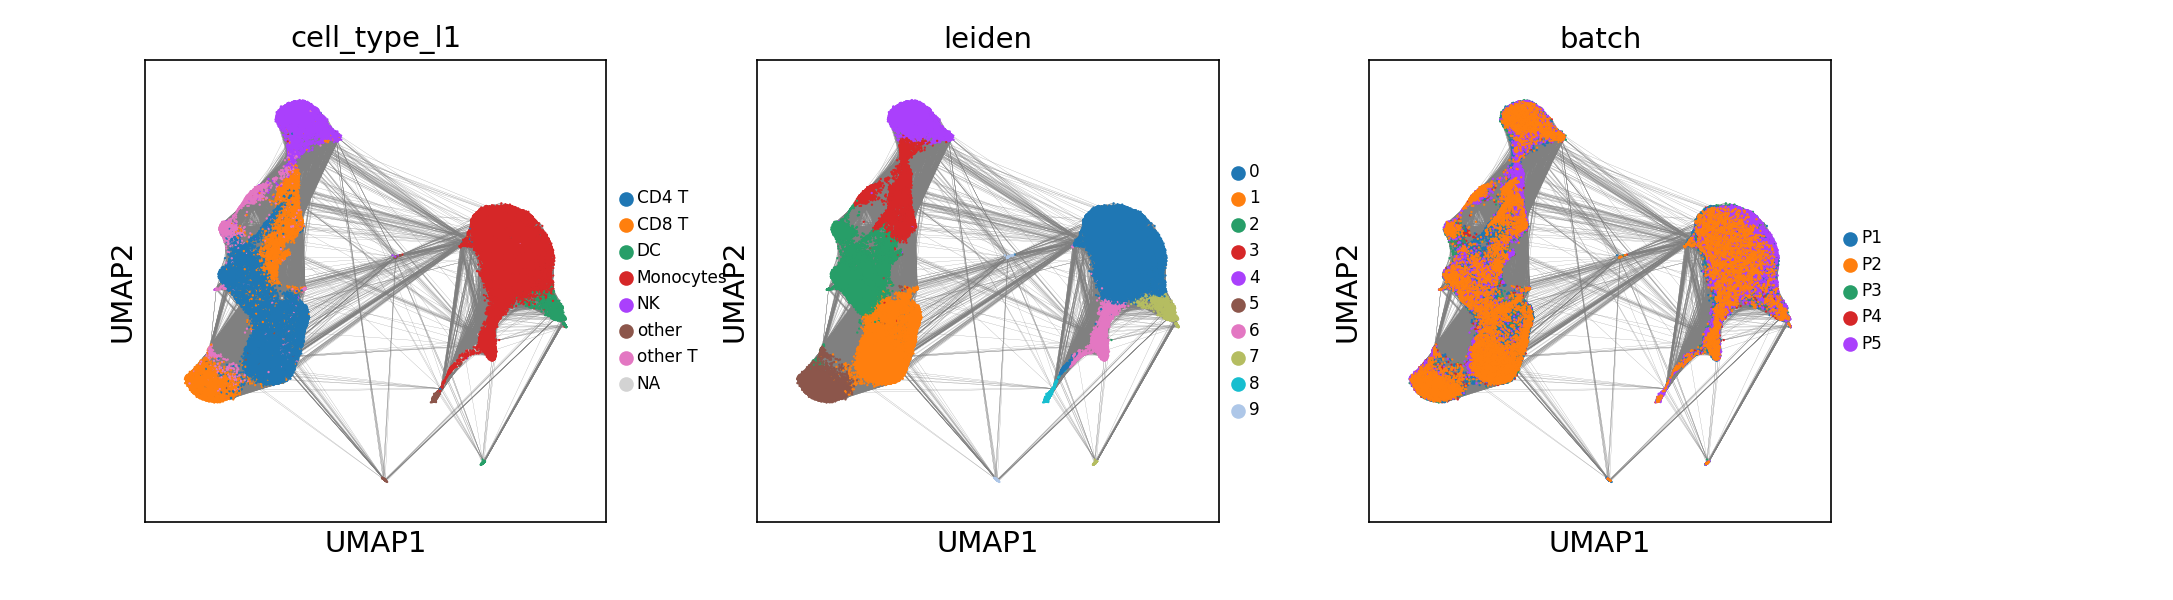 cell_type_l1
UMAP2
UMAP1
CD4 T
CD8 T
DC
Monocytes
NK
other
other T
NA
leiden
UMAP2
UMAP1
0
1
2
3
4
5
6
7
8
9
batch
UMAP2
UMAP1
P1
P2
P3
P4
P5